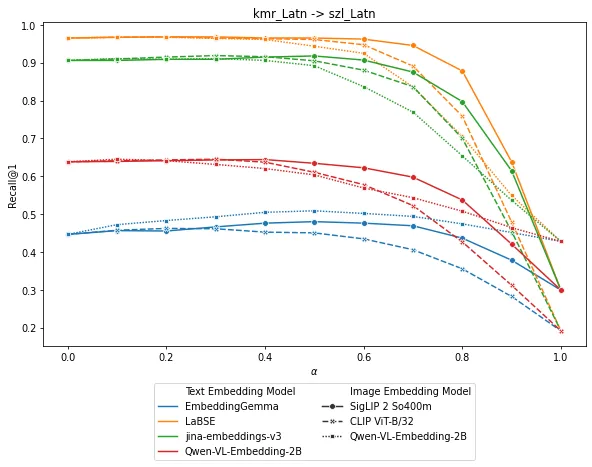 kmr_Latn -> szl_Latn
Recall@1
1.0
0.9
0.8
0.7
0.6
0.5
0.4
0.3
0.2
0.0 0.2 0.4 0.6 0.8 1.0
α
Text Embedding Model
EmbeddingGemma
LaBSE
jina-embeddings-v3
Qwen-VL-Embedding-2B
Image Embedding Model
SigLIP 2 So400m
CLIP ViT-B/32
Qwen-VL-Embedding-2B